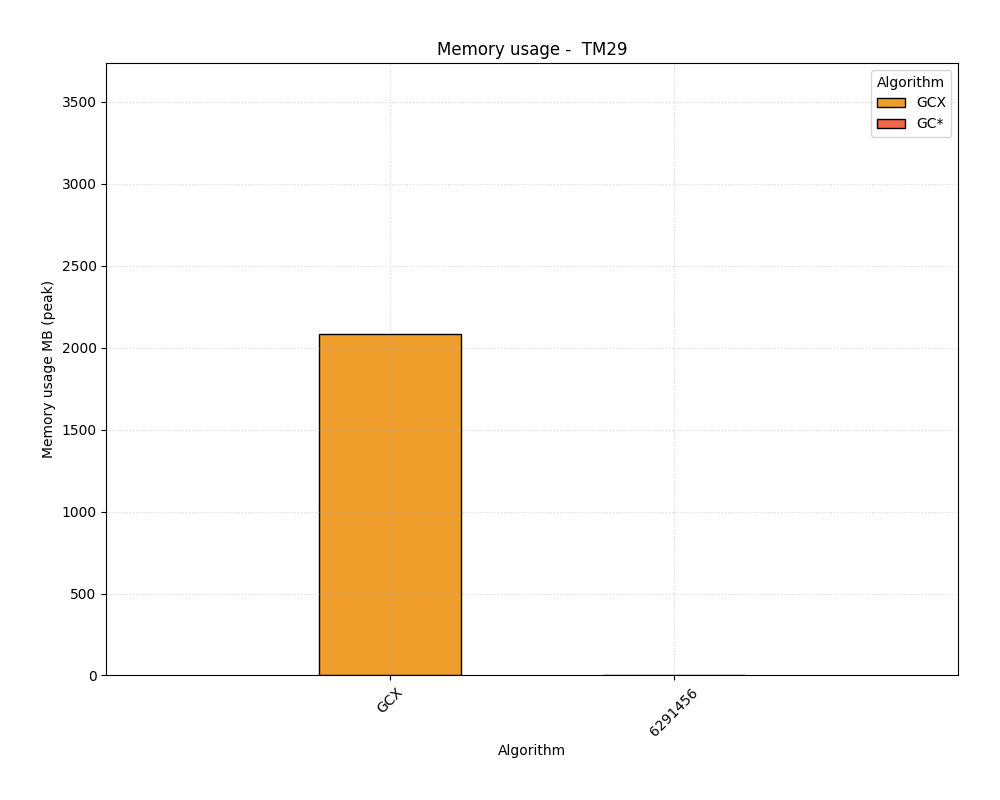 Memory usage -  TM29
Algorithm
GCX
GC*
3500
3000
2500
2000
1500
1000
500
0
Memory usage MB (peak)
GCX
6291456
Algorithm